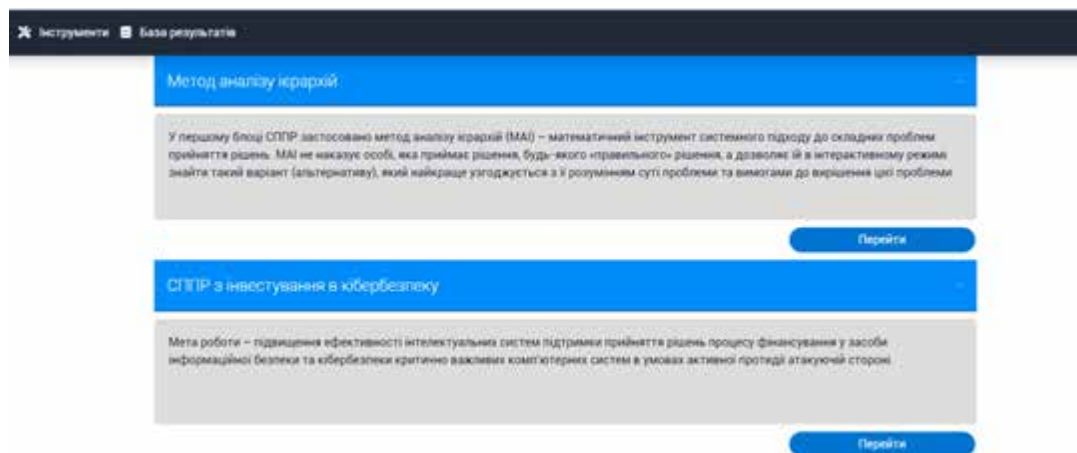 Інструменти База результатів
Метод аналізу ієрархій
У першому блоці СППР застосовано метод аналізу ієрархій (МАІ) – математичний інструмент системного підходу до складних проблем
прийняття рішень. МАІ не наказує особі, яка приймає рішення, будь-якого «правильного» рішення, а дозволяє їй в інтерактивному режимі
знайти такий варіант (альтернативу), який найкраще узгоджується з її розумінням суті проблеми та вимогами до вирішення цієї проблеми
Перейти
СППР з інвестування в кібербезпеку
Мета роботи – підвищення ефективності інтелектуальних систем підтримки прийняття рішень процесу фінансування у засоби
інформаційної безпеки та кібербезпеки критично важливих комп'ютерних систем в умовах активної протидії атакуючій стороні
Перейти